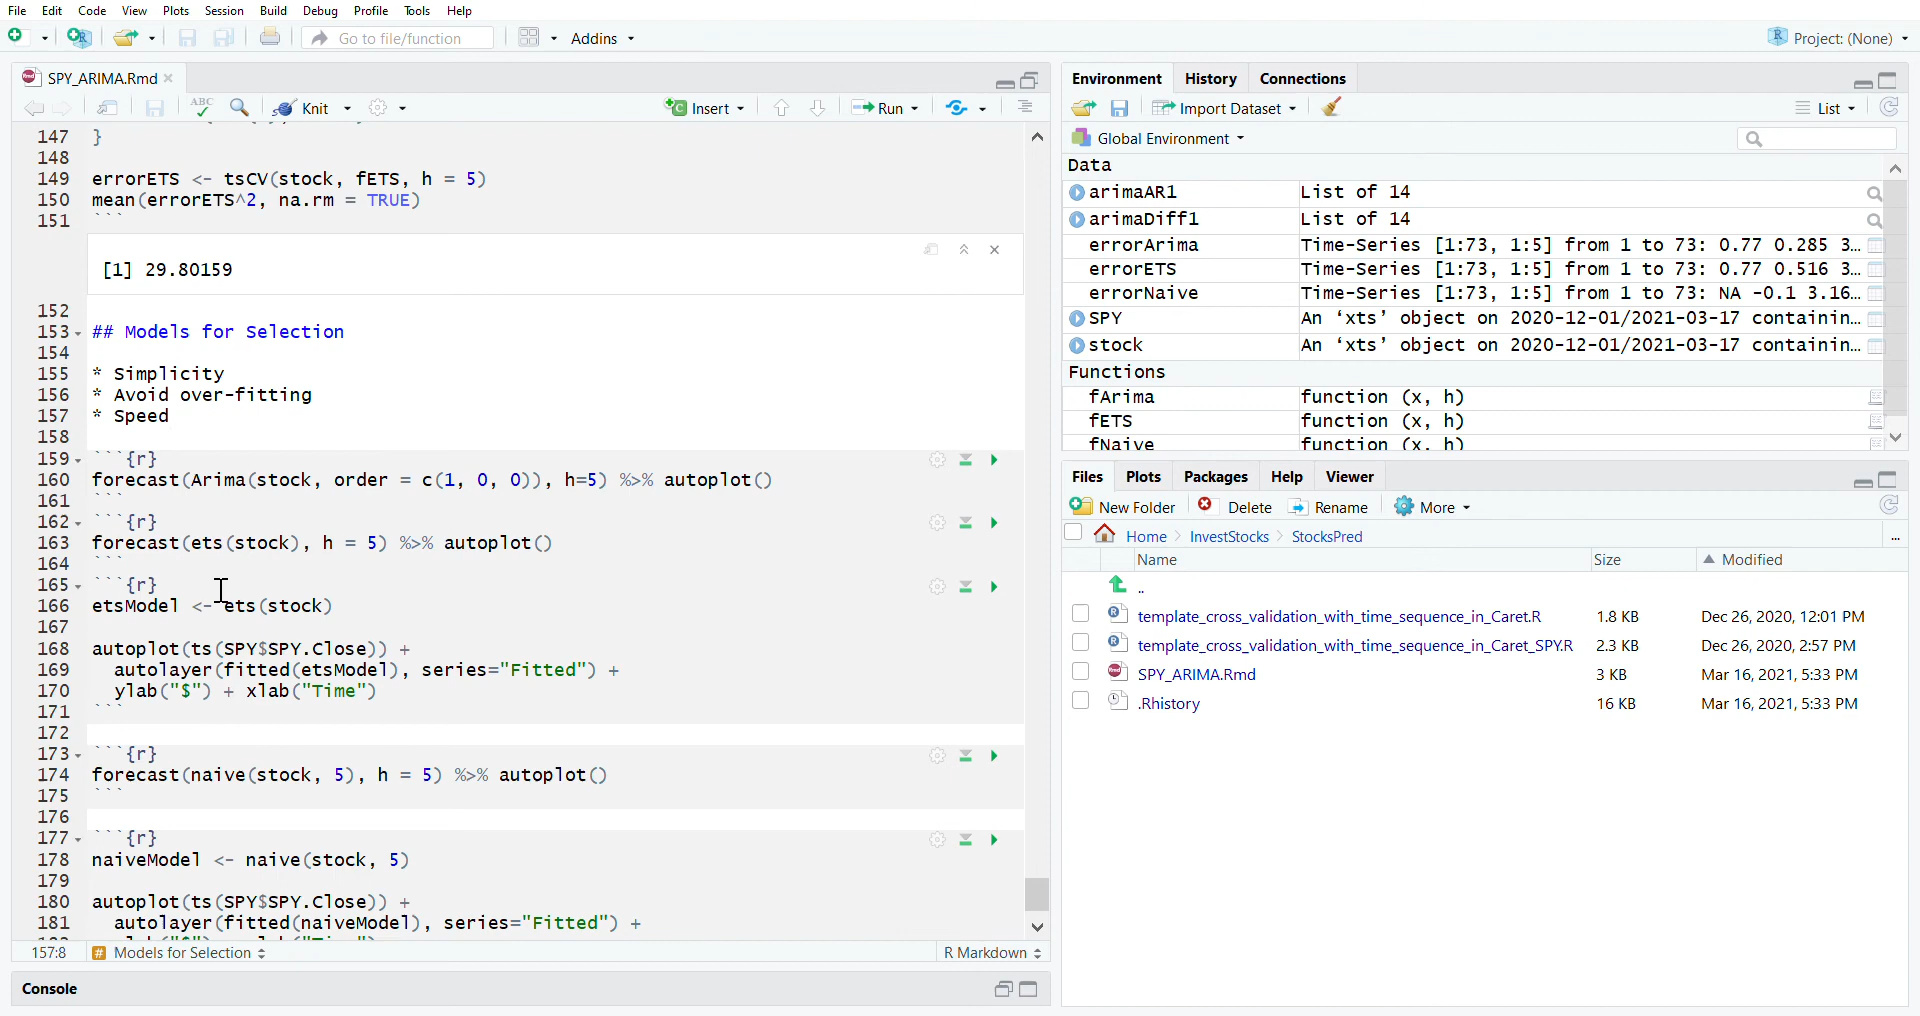 File Edit Code View Plots Session Build Debug Profile Tools Help
Go to file/function Addins Project: (None)
SPY_ARIMA.Rmd
ABC Knit Insert Run
147 }
148
149 errorETS <- tsCV(stock, fETS, h = 5)
150 mean(errorETS^2, na.rm = TRUE)
151 ```
[1] 29.80159
152
153 ## Models for Selection
154
155 * Simplicity
156 * Avoid over-fitting
157 * Speed
158
159 ```{r}
160 forecast(Arima(stock, order = c(1, 0, 0)), h=5) %>% autoplot()
161 ```
162 ```{r}
163 forecast(ets(stock), h = 5) %>% autoplot()
164 ```
165 ```{r}
166 etsModel <- ets(stock)
167
168 autoplot(ts(SPY$SPY.Close)) +
169 autolayer(fitted(etsModel), series="Fitted") +
170 ylab("$") + xlab("Time")
171 ```
172
173 ```{r}
174 forecast(naive(stock, 5), h = 5) %>% autoplot()
175 ```
176
177 ```{r}
178 naiveModel <- naive(stock, 5)
179
180 autoplot(ts(SPY$SPY.Close)) +
181 autolayer(fitted(naiveModel), series="Fitted") +
157:8 # Models for Selection R Markdown
Console
Environment History Connections
Import Dataset List
Global Environment
Data
arimaAR1 List of 14
arimaDiff1 List of 14
errorArima Time-Series [1:73, 1:5] from 1 to 73: 0.77 0.285 3…
errorETS Time-Series [1:73, 1:5] from 1 to 73: 0.77 0.516 3…
errorNaive Time-Series [1:73, 1:5] from 1 to 73: NA -0.1 3.16…
SPY An ‘xts’ object on 2020-12-01/2021-03-17 containin…
stock An ‘xts’ object on 2020-12-01/2021-03-17 containin…
Functions
fArima function (x, h)
fETS function (x, h)
fNaive function (x, h)
Files Plots Packages Help Viewer
New Folder Delete Rename More
Home InvestStocks StocksPred ...
Name Size Modified
..
template_cross_validation_with_time_sequence_in_Caret.R 1.8 KB Dec 26, 2020, 12:01 PM
template_cross_validation_with_time_sequence_in_Caret_SPY.R 2.3 KB Dec 26, 2020, 2:57 PM
SPY_ARIMA.Rmd 3 KB Mar 16, 2021, 5:33 PM
.Rhistory 16 KB Mar 16, 2021, 5:33 PM